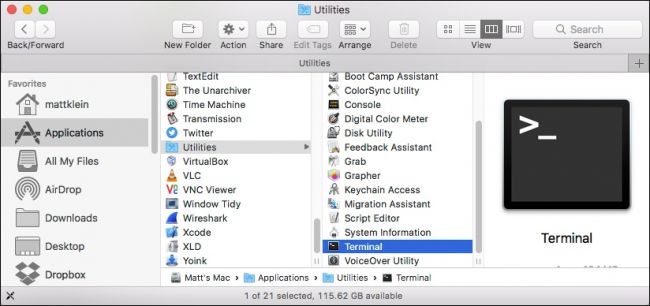 Utilities
Back/Forward
New Folder
Action
Share
Edit Tags
Arrange
Delete
View
Search
Search
Utilities
Favorites
mattklein
Applications
All My Files
AirDrop
Downloads
Desktop
Dropbox
TextEdit
The Unarchiver
Time Machine
Transmission
Twitter
Utilities
VirtualBox
VLC
VNC Viewer
Window Tidy
Wireshark
Xcode
XLD
Yoink
Boot Camp Assistant
ColorSync Utility
Console
Digital Color Meter
Disk Utility
Feedback Assistant
Grab
Grapher
Keychain Access
Migration Assistant
Script Editor
System Information
Terminal
VoiceOver Utility
>_
Terminal
Matt's Mac Applications Utilities Terminal
1 of 21 selected, 115.62 GB available